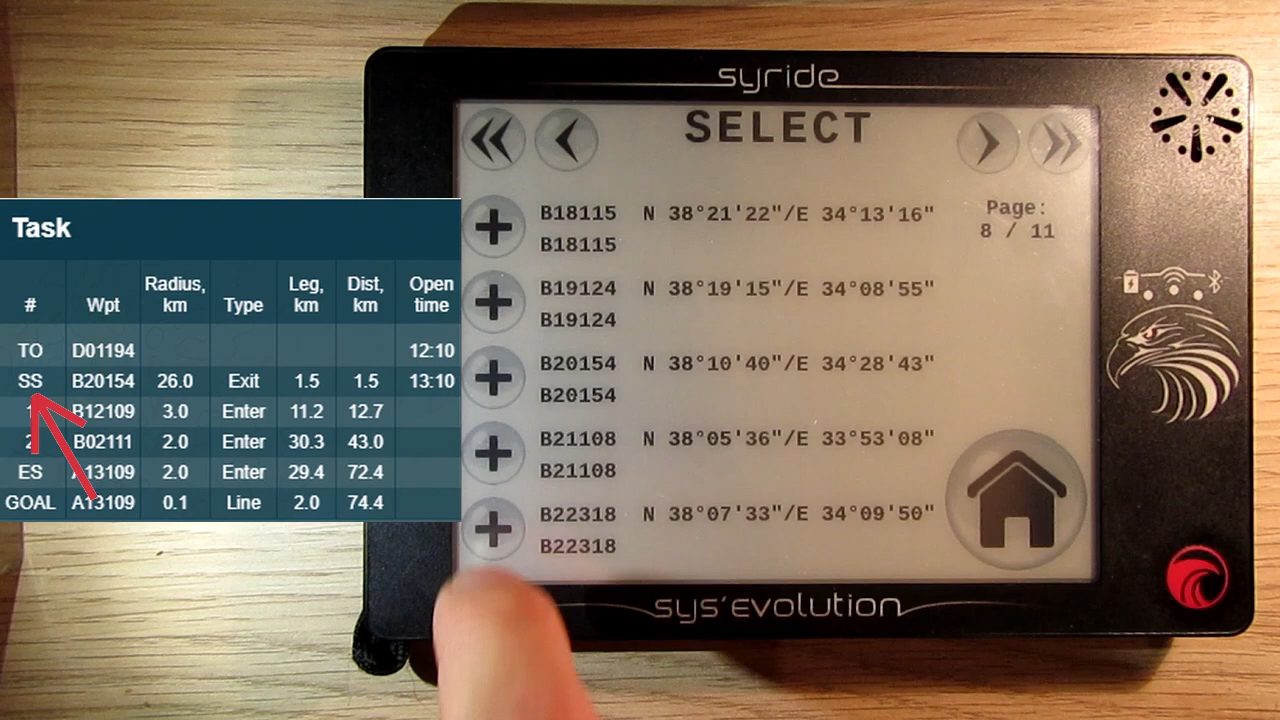 syride
SELECT
Page:
8 / 11
B18115 N 38°21'22"/E 34°13'16"
B18115
B19124 N 38°19'15"/E 34°08'55"
B19124
B20154 N 38°10'40"/E 34°28'43"
B20154
B21108 N 38°05'36"/E 33°53'08"
B21108
B22318 N 38°07'33"/E 34°09'50"
B22318
sys'evolution
Task
# Wpt Radius, km Type Leg, km Dist, km Open time
TO D01194 12:10
SS B20154 26.0 Exit 1.5 1.5 13:10
B12109 3.0 Enter 11.2 12.7
2 B02111 2.0 Enter 30.3 43.0
ES A13109 2.0 Enter 29.4 72.4
GOAL A13109 0.1 Line 2.0 74.4